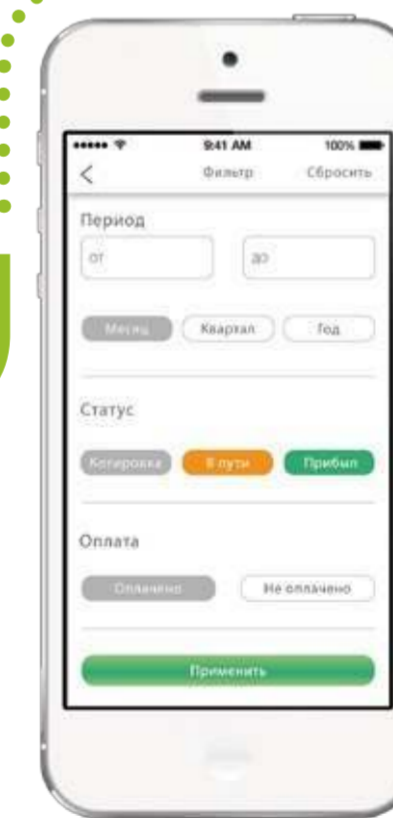 9:41 AM 100%
Фильтр Сбросить
Период
от до
Месяц Квартал Год
Статус
Котировка В пути Прибыл
Оплата
Оплачено Не оплачено
Применить